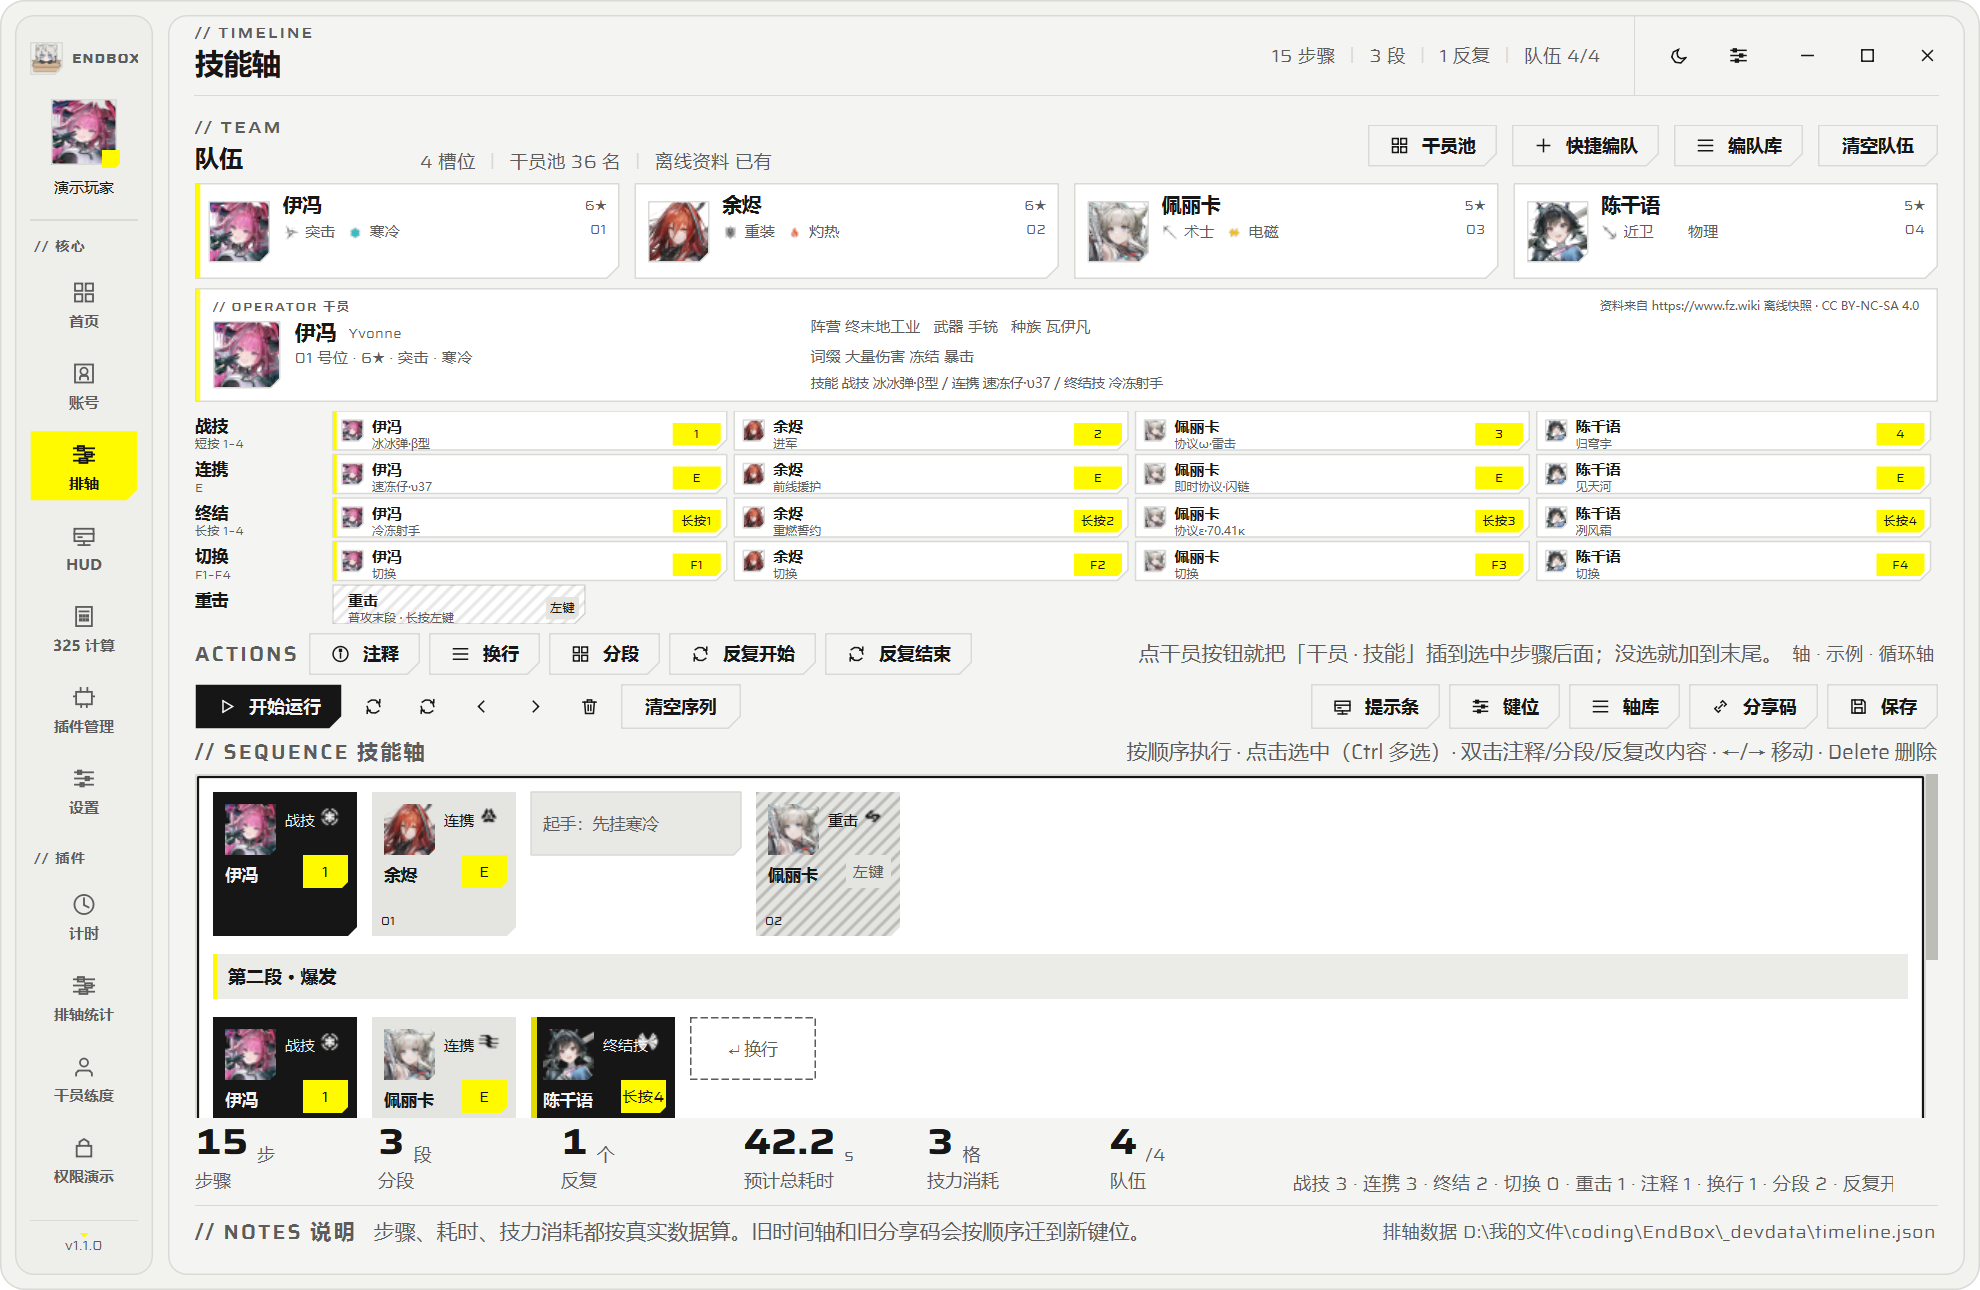 ENDBOX
演示玩家
// 核心
首页
账号
排轴
HUD
325 计算
插件管理
设置
// 插件
计时
排轴统计
干员练度
权限演示
v1.1.0
// TIMELINE
技能轴
15 步骤 | 3 段 | 1 反复 | 队伍 4/4
// TEAM
队伍
4 槽位 | 干员池 36 名 | 离线资料 已有
干员池
快捷编队
编队库
清空队伍
伊冯 6★
突击 寒冷 01
余烬 6★
重装 灼热 02
佩丽卡 5★
术士 电磁 03
陈千语 5★
近卫 物理 04
// OPERATOR 干员
伊冯 Yvonne
01 号位 · 6★ · 突击 · 寒冷
阵营 终末地工业 武器 手铳 种族 瓦伊凡
词缀 大量伤害 冻结 暴击
技能 战技 冰冰弹·β型 / 连携 速冻仔·υ37 / 终结技 冷冻射手
资料来自 https://www.fz.wiki 离线快照 · CC BY-NC-SA 4.0
战技
短按 1-4
伊冯
冰冰弹·β型
1
余烬
进军
2
佩丽卡
协议ω·雷击
3
陈千语
归穹宇
4
连携
E
伊冯
速冻仔·υ37
E
余烬
前线援护
E
佩丽卡
即时协议·闪链
E
陈千语
见天河
E
终结
长按 1-4
伊冯
冷冻射手
长按1
余烬
重燃誓约
长按2
佩丽卡
协议ε·70.41κ
长按3
陈千语
冽风霜
长按4
切换
F1-F4
伊冯
切换
F1
余烬
切换
F2
佩丽卡
切换
F3
陈千语
切换
F4
重击
重击
普攻末段 · 长按左键
左键
ACTIONS
注释
换行
分段
反复开始
反复结束
点干员按钮就把「干员 · 技能」插到选中步骤后面；没选就加到末尾。 轴 · 示例 · 循环轴
开始运行
清空序列
提示条
键位
轴库
分享码
保存
// SEQUENCE 技能轴
按顺序执行 · 点击选中（Ctrl 多选）· 双击注释/分段/反复改内容 · ←/→ 移动 · Delete 删除
战技
伊冯
1
连携
余烬
E
01
起手：先挂寒冷
重击
佩丽卡
左键
02
第二段 · 爆发
战技
伊冯
1
连携
佩丽卡
E
终结技
陈千语
长按4
↵ 换行
15 步
步骤
3 段
分段
1 个
反复
42.2 s
预计总耗时
3 格
技力消耗
4 /4
队伍
战技 3 · 连携 3 · 终结 2 · 切换 0 · 重击 1 · 注释 1 · 换行 1 · 分段 2 · 反复开
// NOTES 说明 步骤、耗时、技力消耗都按真实数据算。旧时间轴和旧分享码会按顺序迁到新键位。
排轴数据 D:\我的文件\coding\EndBox\_devdata\timeline.json